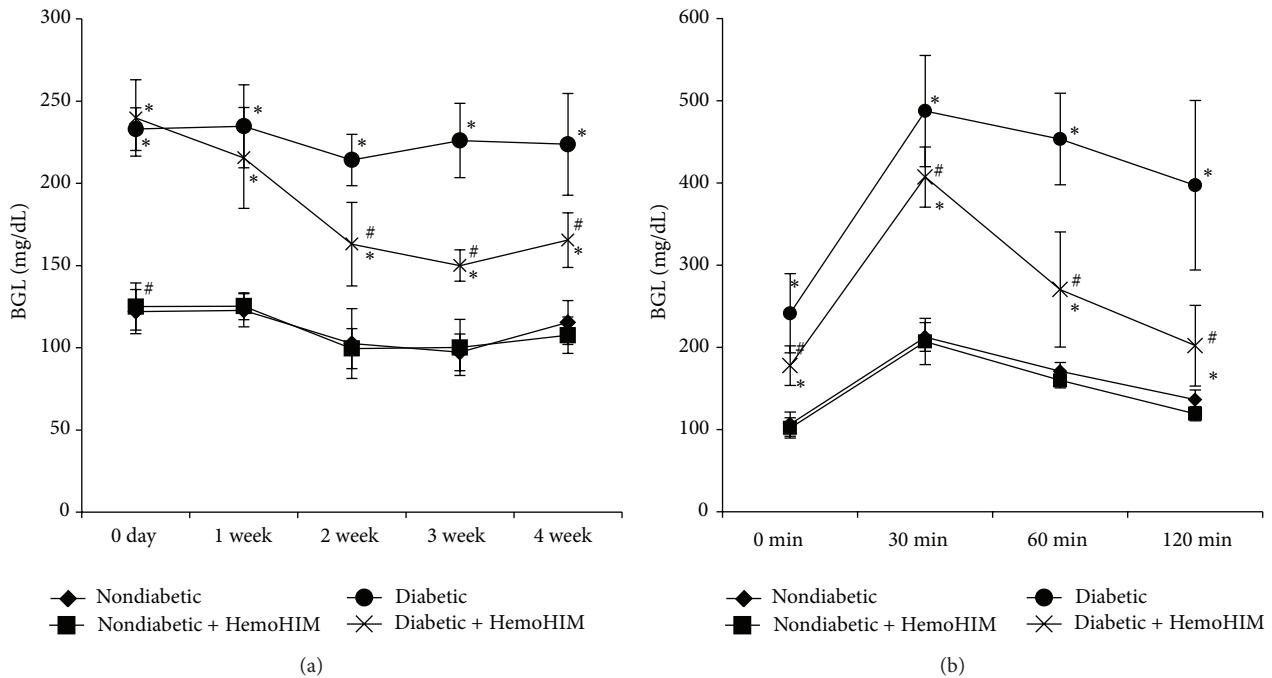 300
250
200
150
100
50
0
BGL (mg/dL)
* * * * *
* * # * # * # *
#
0 day 1 week 2 week 3 week 4 week
Nondiabetic Diabetic
Nondiabetic + HemoHIM Diabetic + HemoHIM
(a)
600
500
400
300
200
100
0
BGL (mg/dL)
* * * *
# * # * # * # *
0 min 30 min 60 min 120 min
Nondiabetic Diabetic
Nondiabetic + HemoHIM Diabetic + HemoHIM
(b)